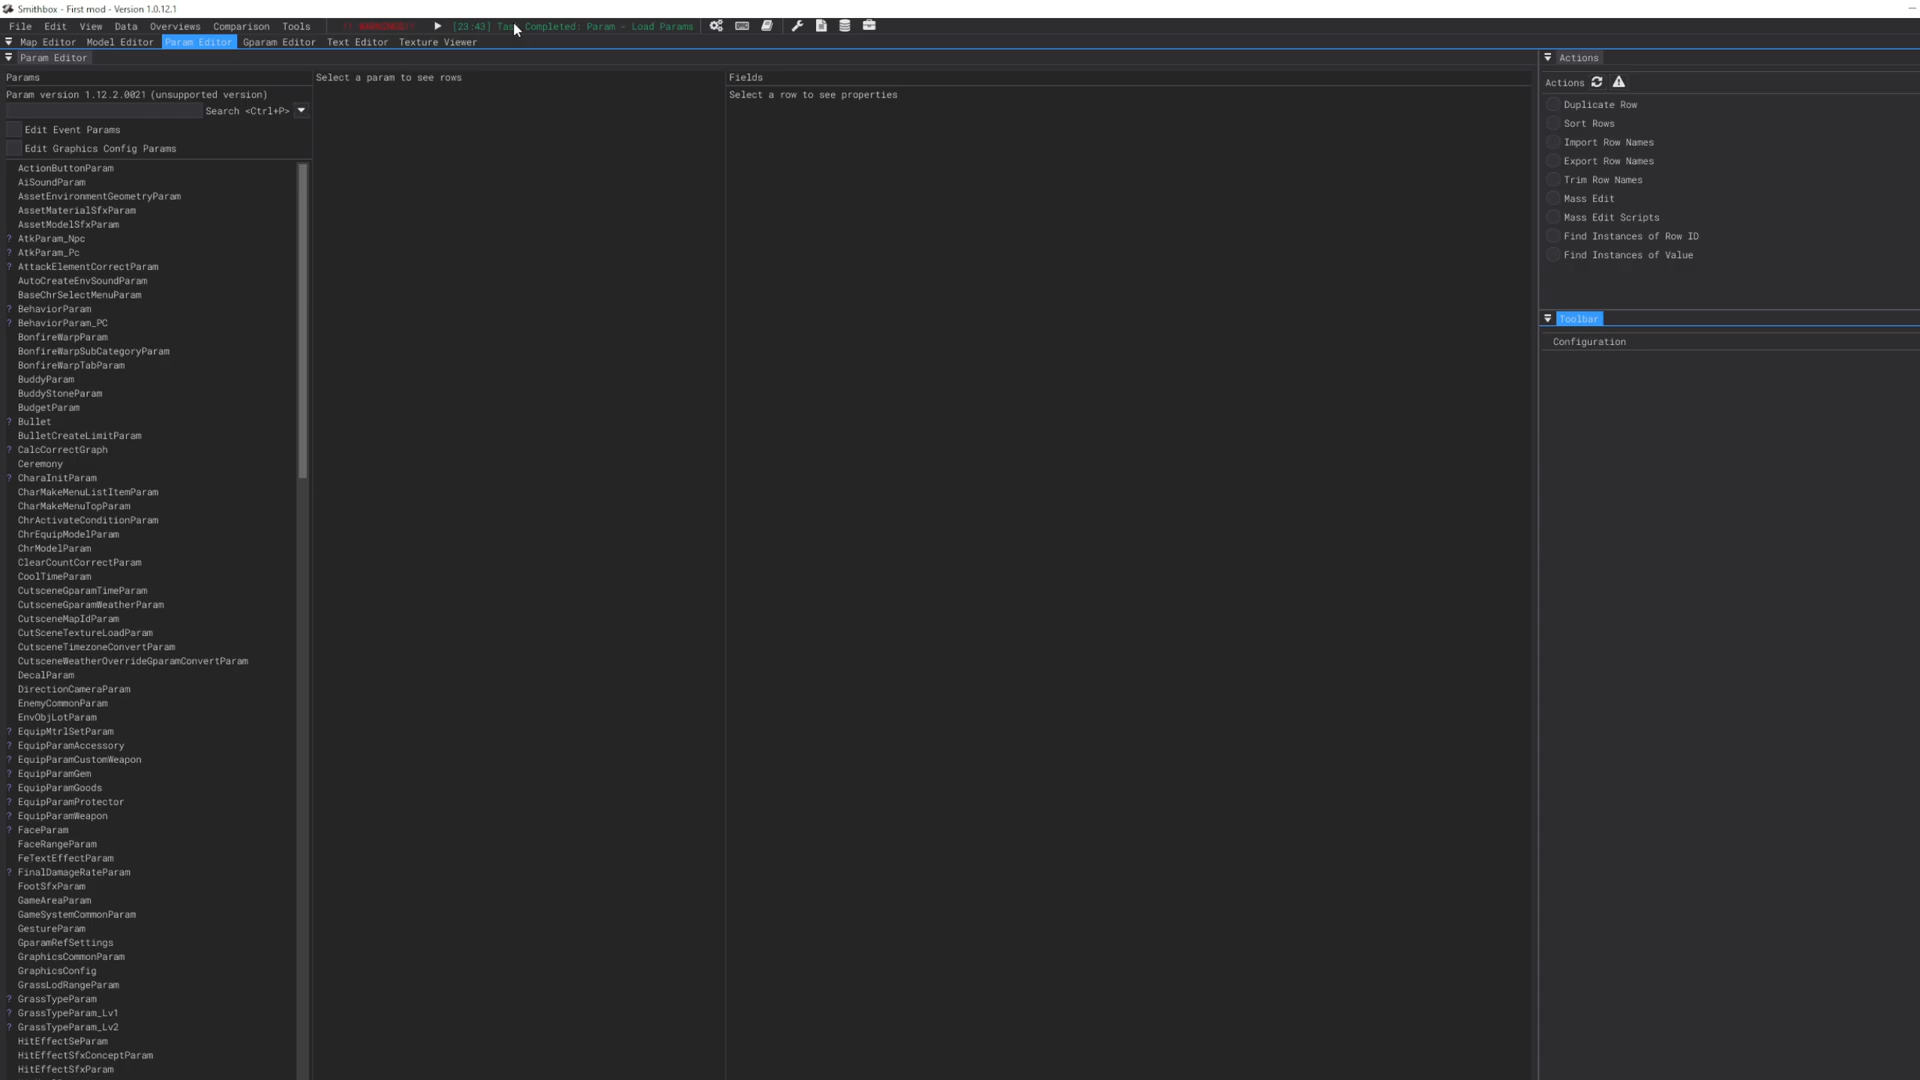 Smithbox - First mod - Version 1.0.12.1
File Edit View Data Overviews Comparison Tools [23:43] Completed: Param - Load Params
Map Editor Model Editor Param Editor Gparam Editor Text Editor Texture Viewer
Param Editor
Params
Param version 1.12.2.0021 (unsupported version)
Search <Ctrl+P>
Edit Event Params
Edit Graphics Config Params
ActionButtonParam
AiSoundParam
AssetEnvironmentGeometryParam
AssetMaterialSfxParam
AssetModelSfxParam
? AtkParam_Npc
? AtkParam_Pc
? AttackElementCorrectParam
AutoCreateEnvSoundParam
BaseChrSelectMenuParam
? BehaviorParam
? BehaviorParam_PC
BonfireWarpParam
BonfireWarpSubCategoryParam
BonfireWarpTabParam
BuddyParam
BuddyStoneParam
BudgetParam
? Bullet
BulletCreateLimitParam
? CalcCorrectGraph
Ceremony
? CharaInitParam
CharMakeMenuListItemParam
CharMakeMenuTopParam
ChrActivateConditionParam
ChrEquipModelParam
ChrModelParam
ClearCountCorrectParam
CoolTimeParam
CutsceneGparamTimeParam
CutsceneGparamWeatherParam
CutsceneMapIdParam
CutSceneTextureLoadParam
CutsceneTimezoneConvertParam
CutsceneWeatherOverrideGparamConvertParam
DecalParam
DirectionCameraParam
EnemyCommonParam
EnvObjLotParam
? EquipMtrlSetParam
? EquipParamAccessory
? EquipParamCustomWeapon
? EquipParamGem
? EquipParamGoods
? EquipParamProtector
? EquipParamWeapon
? FaceParam
FaceRangeParam
FeTextEffectParam
? FinalDamageRateParam
FootSfxParam
GameAreaParam
GameSystemCommonParam
GestureParam
GparamRefSettings
GraphicsCommonParam
GraphicsConfig
GrassLodRangeParam
? GrassTypeParam
? GrassTypeParam_Lv1
? GrassTypeParam_Lv2
HitEffectSeParam
HitEffectSfxConceptParam
HitEffectSfxParam
Select a param to see rows
Fields
Select a row to see properties
Actions
Actions
Duplicate Row
Sort Rows
Import Row Names
Export Row Names
Trim Row Names
Mass Edit
Mass Edit Scripts
Find Instances of Row ID
Find Instances of Value
Toolbar
Configuration